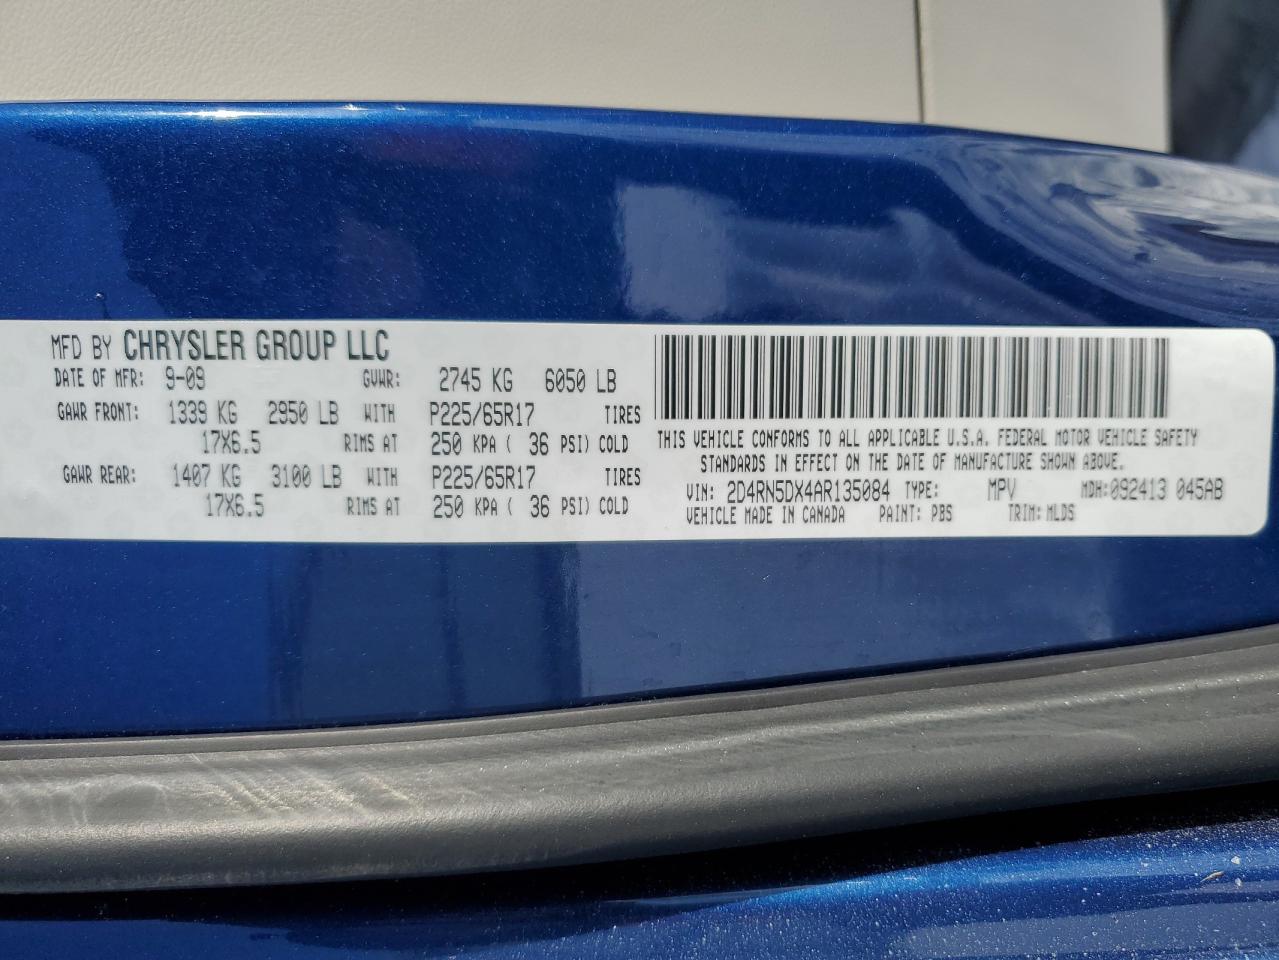 MFD BY CHRYSLER GROUP LLC
DATE OF MFR: 9-09 GVWR: 2745 KG 6050 LB
GAWR FRONT: 1339 KG 2950 LB WITH P225/65R17 TIRES
17X6.5 RIMS AT 250 KPA ( 36 PSI) COLD
GAWR REAR: 1407 KG 3100 LB WITH P225/65R17 TIRES
17X6.5 RIMS AT 250 KPA ( 36 PSI) COLD
THIS VEHICLE CONFORMS TO ALL APPLICABLE U.S.A. FEDERAL MOTOR VEHICLE SAFETY
STANDARDS IN EFFECT ON THE DATE OF MANUFACTURE SHOWN ABOVE.
VIN: 2D4RN5DX4AR135084 TYPE: MPV MDH:092413 045AB
VEHICLE MADE IN CANADA PAINT: PBS TRIM: MLDS